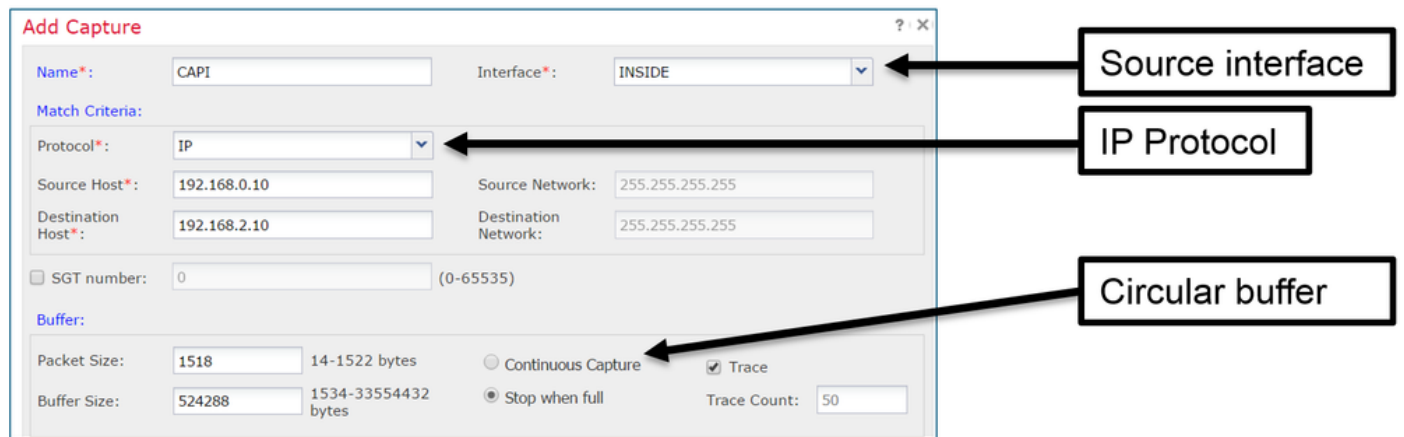 Add Capture ? X
Name*: CAPI Interface*: INSIDE Source interface
Match Criteria:
Protocol*: IP IP Protocol
Source Host*: 192.168.0.10 Source Network: 255.255.255.255
Destination Host*: 192.168.2.10 Destination Network: 255.255.255.255
SGT number: 0 (0-65535)
Circular buffer
Buffer:
Packet Size: 1518 14-1522 bytes Continuous Capture Trace
Buffer Size: 524288 1534-33554432 bytes Stop when full Trace Count: 50